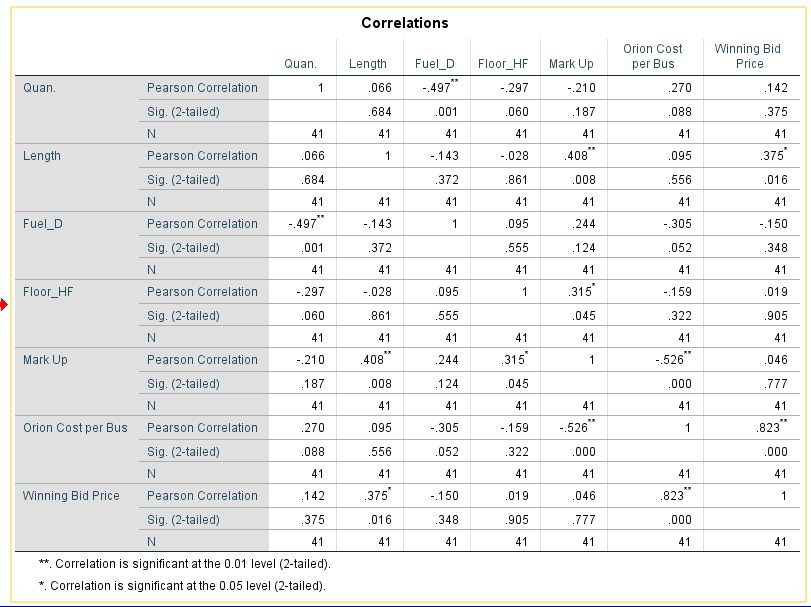 Correlations
Quan. Length Fuel_D Floor_HF Mark Up Orion Cost per Bus Winning Bid Price
Quan. Pearson Correlation 1 .066 -.497** -.297 -.210 .270 .142
Sig. (2-tailed) .684 .001 .060 .187 .088 .375
N 41 41 41 41 41 41 41
Length Pearson Correlation .066 1 -.143 -.028 .408** .095 .375*
Sig. (2-tailed) .684 .372 .861 .008 .556 .016
N 41 41 41 41 41 41 41
Fuel_D Pearson Correlation -.497** -.143 1 .095 .244 -.305 -.150
Sig. (2-tailed) .001 .372 .555 .124 .052 .348
N 41 41 41 41 41 41 41
Floor_HF Pearson Correlation -.297 -.028 .095 1 .315* -.159 .019
Sig. (2-tailed) .060 .861 .555 .045 .322 .905
N 41 41 41 41 41 41 41
Mark Up Pearson Correlation -.210 .408** .244 .315* 1 -.526** .046
Sig. (2-tailed) .187 .008 .124 .045 .000 .777
N 41 41 41 41 41 41 41
Orion Cost per Bus Pearson Correlation .270 .095 -.305 -.159 -.526** 1 .823**
Sig. (2-tailed) .088 .556 .052 .322 .000 .000
N 41 41 41 41 41 41 41
Winning Bid Price Pearson Correlation .142 .375* -.150 .019 .046 .823** 1
Sig. (2-tailed) .375 .016 .348 .905 .777 .000
N 41 41 41 41 41 41 41
**. Correlation is significant at the 0.01 level (2-tailed).
*. Correlation is significant at the 0.05 level (2-tailed).